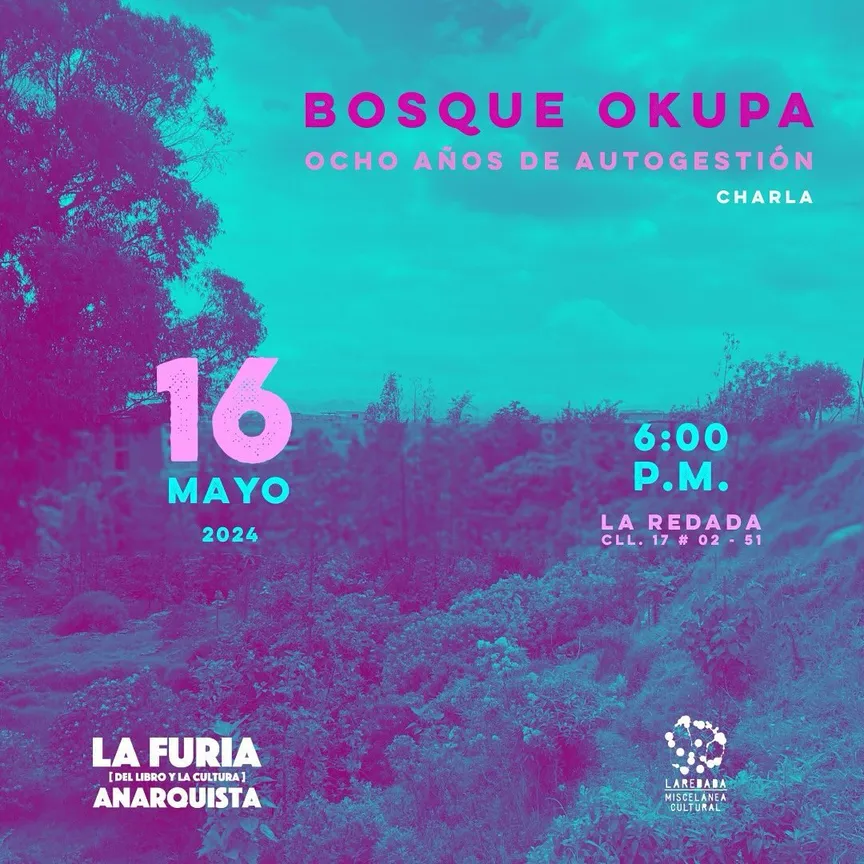 BOSQUE OKUPA
OCHO AÑOS DE AUTOGESTIÓN
CHARLA
16
MAYO
2024
6:00
P.M.
LA REDADA
CLL. 17 # 02 - 51
LA FURIA
[ DEL LIBRO Y LA CULTURA ]
ANARQUISTA
LAREDADA
MISCELANEA
CULTURAL